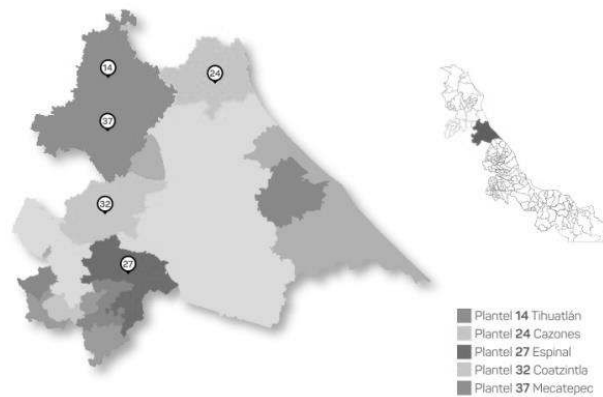 14
24
37
32
27
Plantel 14 Tihuatlán
Plantel 24 Cazones
Plantel 27 Espinal
Plantel 32 Coatzintla
Plantel 37 Mecatepec